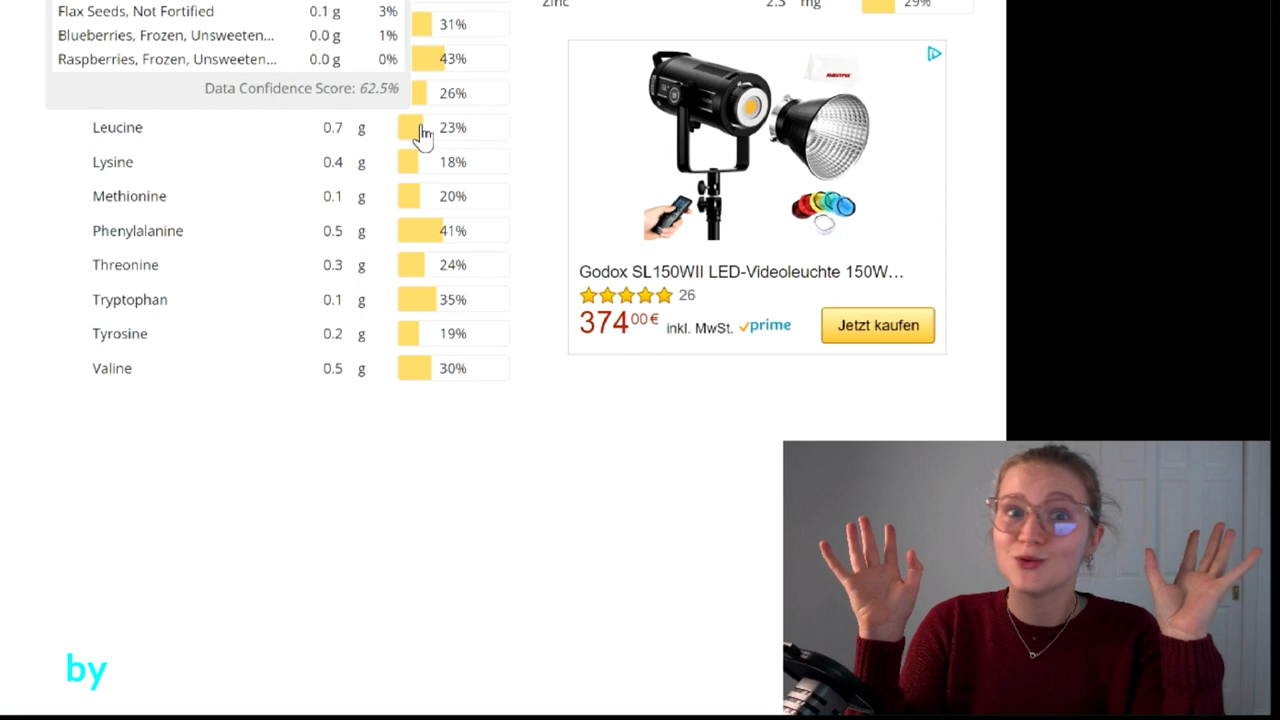 Flax Seeds, Not Fortified 0.1 g 3%
Blueberries, Frozen, Unsweeten... 0.0 g 1%
Raspberries, Frozen, Unsweeten... 0.0 g 0%
Data Confidence Score: 62.5%
31%
43%
26%
Leucine 0.7 g 23%
Lysine 0.4 g 18%
Methionine 0.1 g 20%
Phenylalanine 0.5 g 41%
Threonine 0.3 g 24%
Tryptophan 0.1 g 35%
Tyrosine 0.2 g 19%
Valine 0.5 g 30%
Zinc 2.3 mg 29%
Godox SL150WII LED-Videoleuchte 150W...
26
374 00 € inkl. MwSt. prime
Jetzt kaufen
by